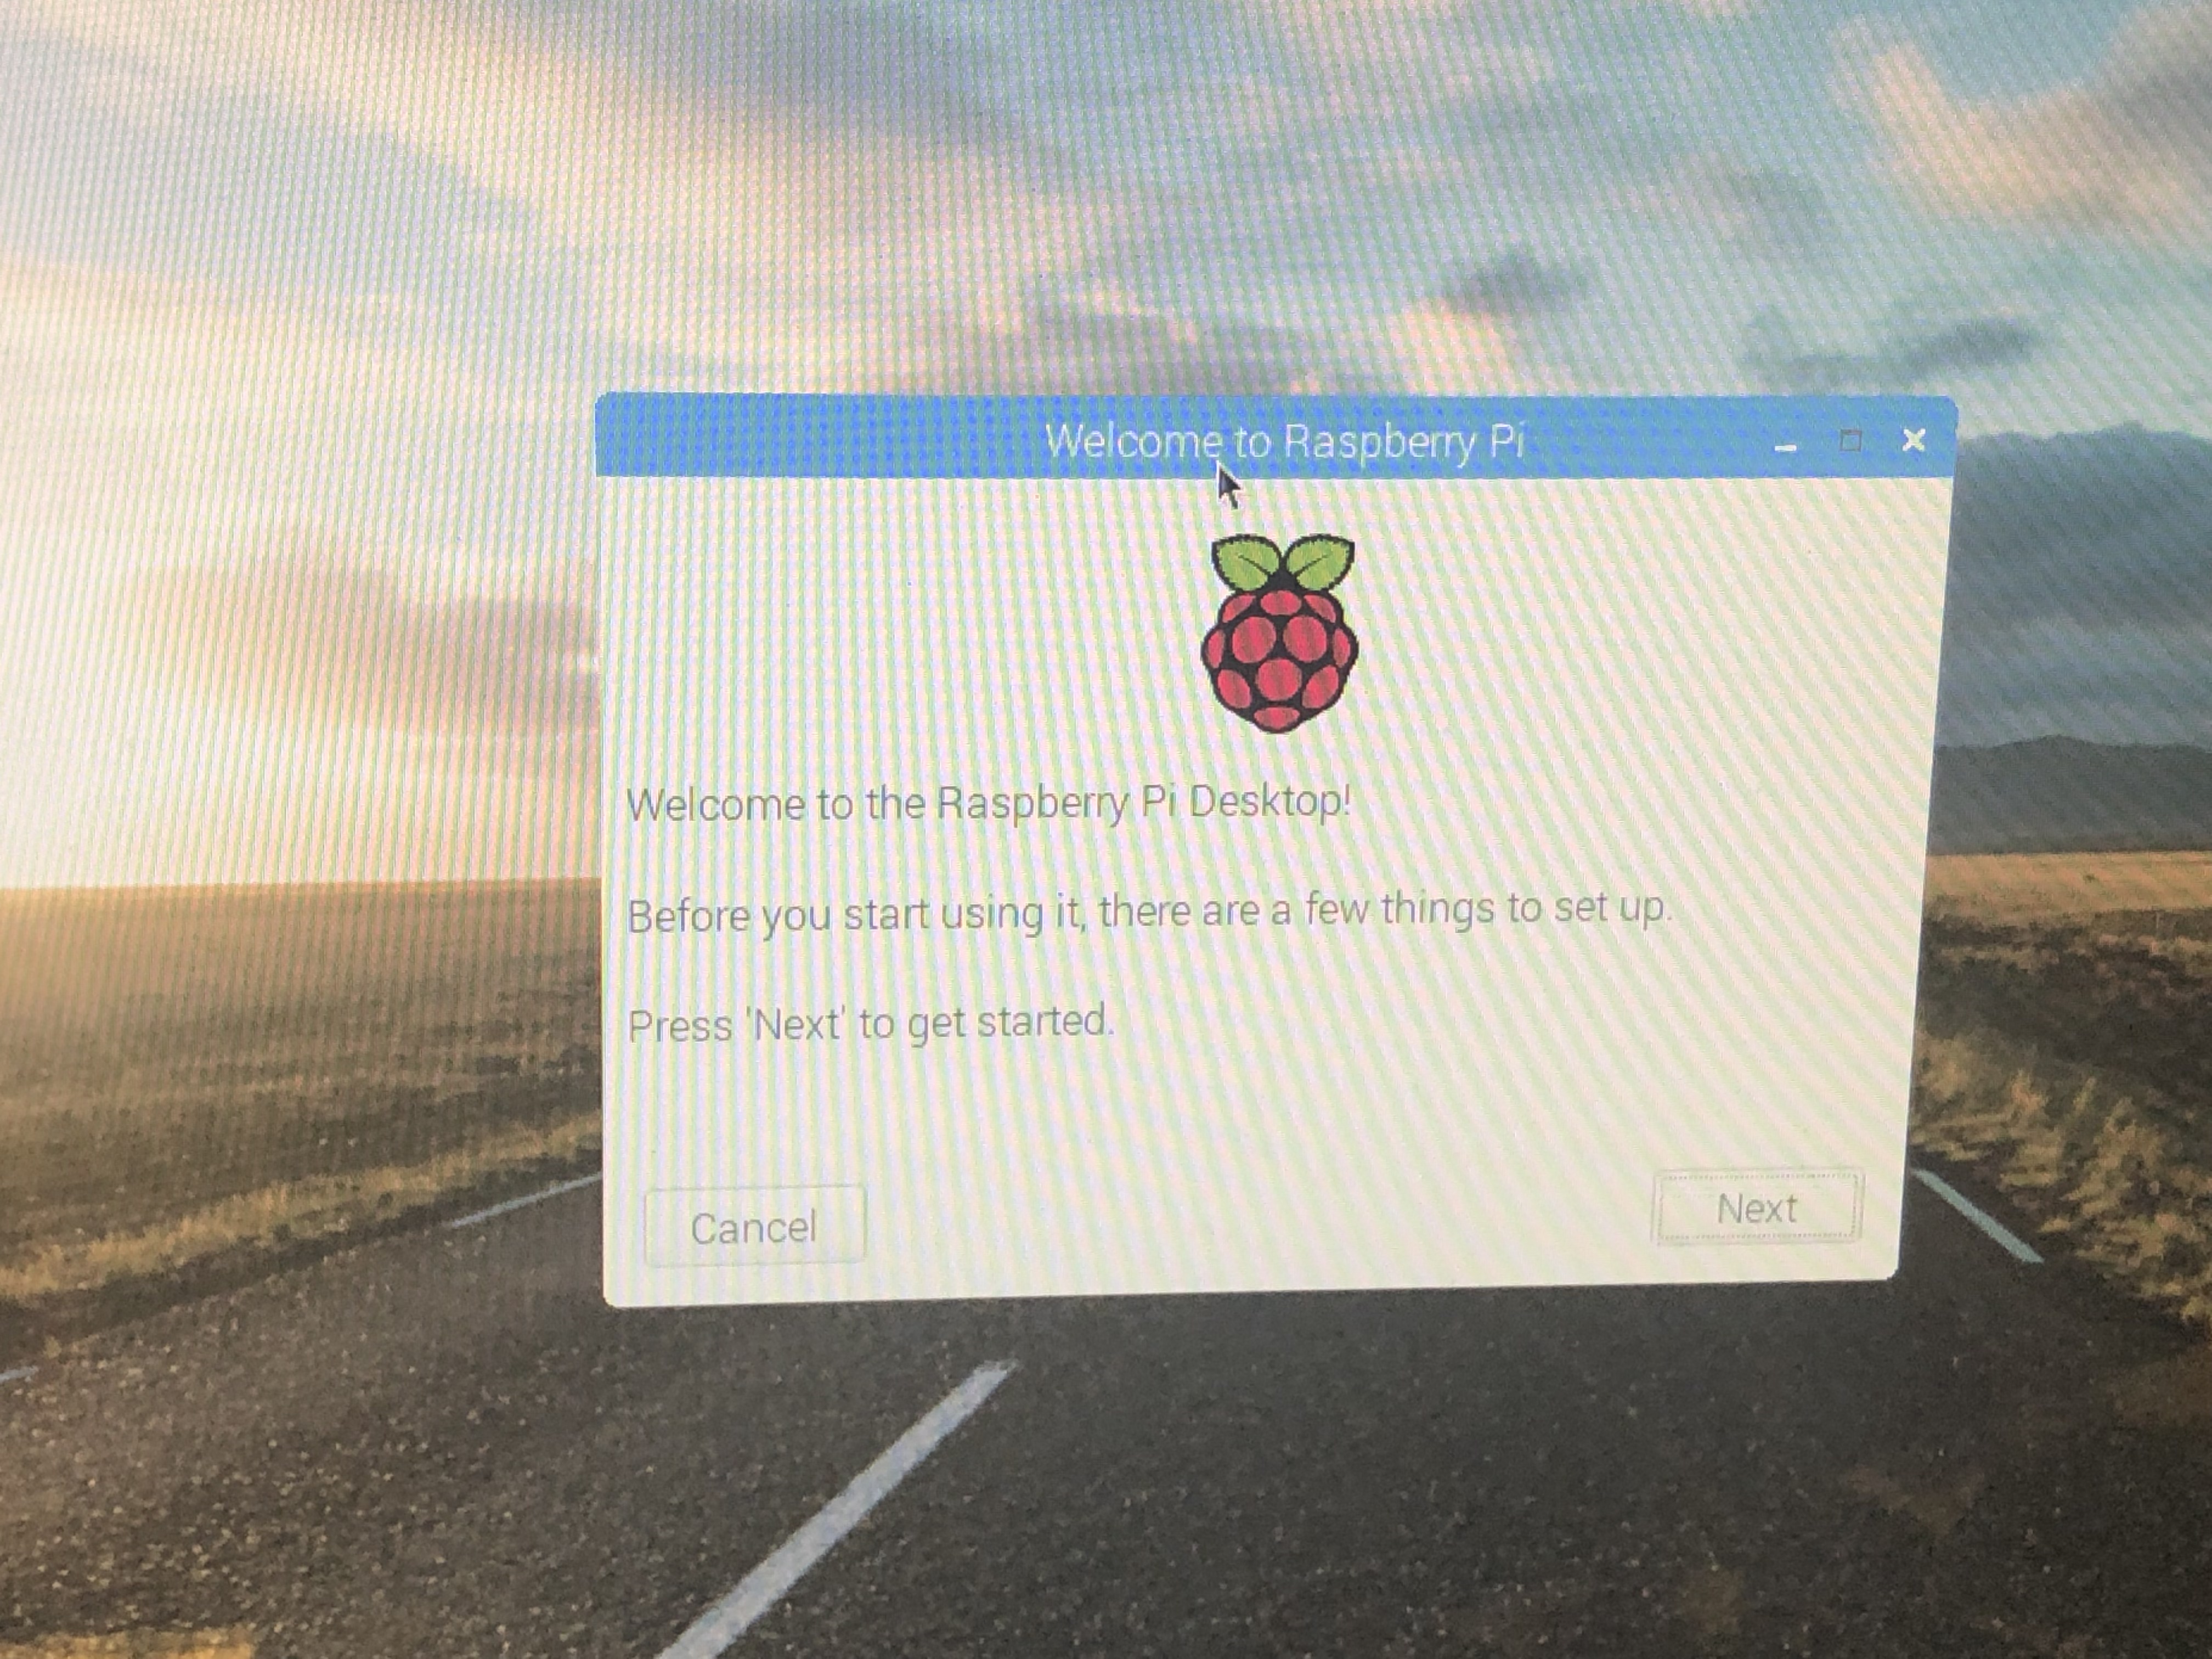 Welcome to Raspberry Pi
Welcome to the Raspberry Pi Desktop!
Before you start using it, there are a few things to set up.
Press 'Next' to get started.
Cancel
Next